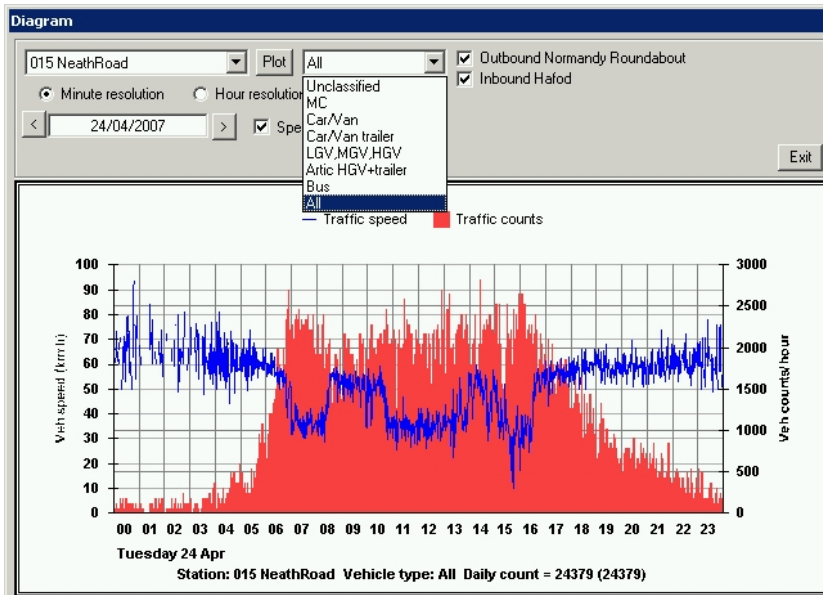 Diagram
015 NeathRoad
Plot
All
Outbound Normandy Roundabout
Inbound Hafod
Minute resolution
Hour resolution
< 24/04/2007 >
Exit
Unclassified
MC
Car/Van
Car/Van trailer
LGV,MGV,HGV
Artic HGV+trailer
Bus
All
Traffic speed
Traffic counts
Veh speed (km/h)
100
90
80
70
60
50
40
30
20
10
0
3000
2500
2000
1500
1000
500
0
Veh counts/hour
00 01 02 03 04 05 06 07 08 09 10 11 12 13 14 15 16 17 18 19 20 21 22 23
Tuesday 24 Apr
Station: 015 NeathRoad Vehicle type: All Daily count = 24379 (24379)